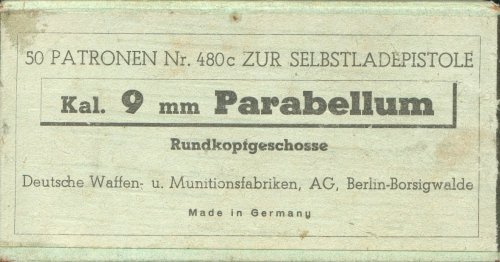 50 PATRONEN Nr. 480c ZUR SELBSTLADEPISTOLE
Kal. 9 mm Parabellum
Rundkopfgeschosse
Deutsche Waffen- u. Munitionsfabriken, AG, Berlin-Borsigwalde
Made in Germany